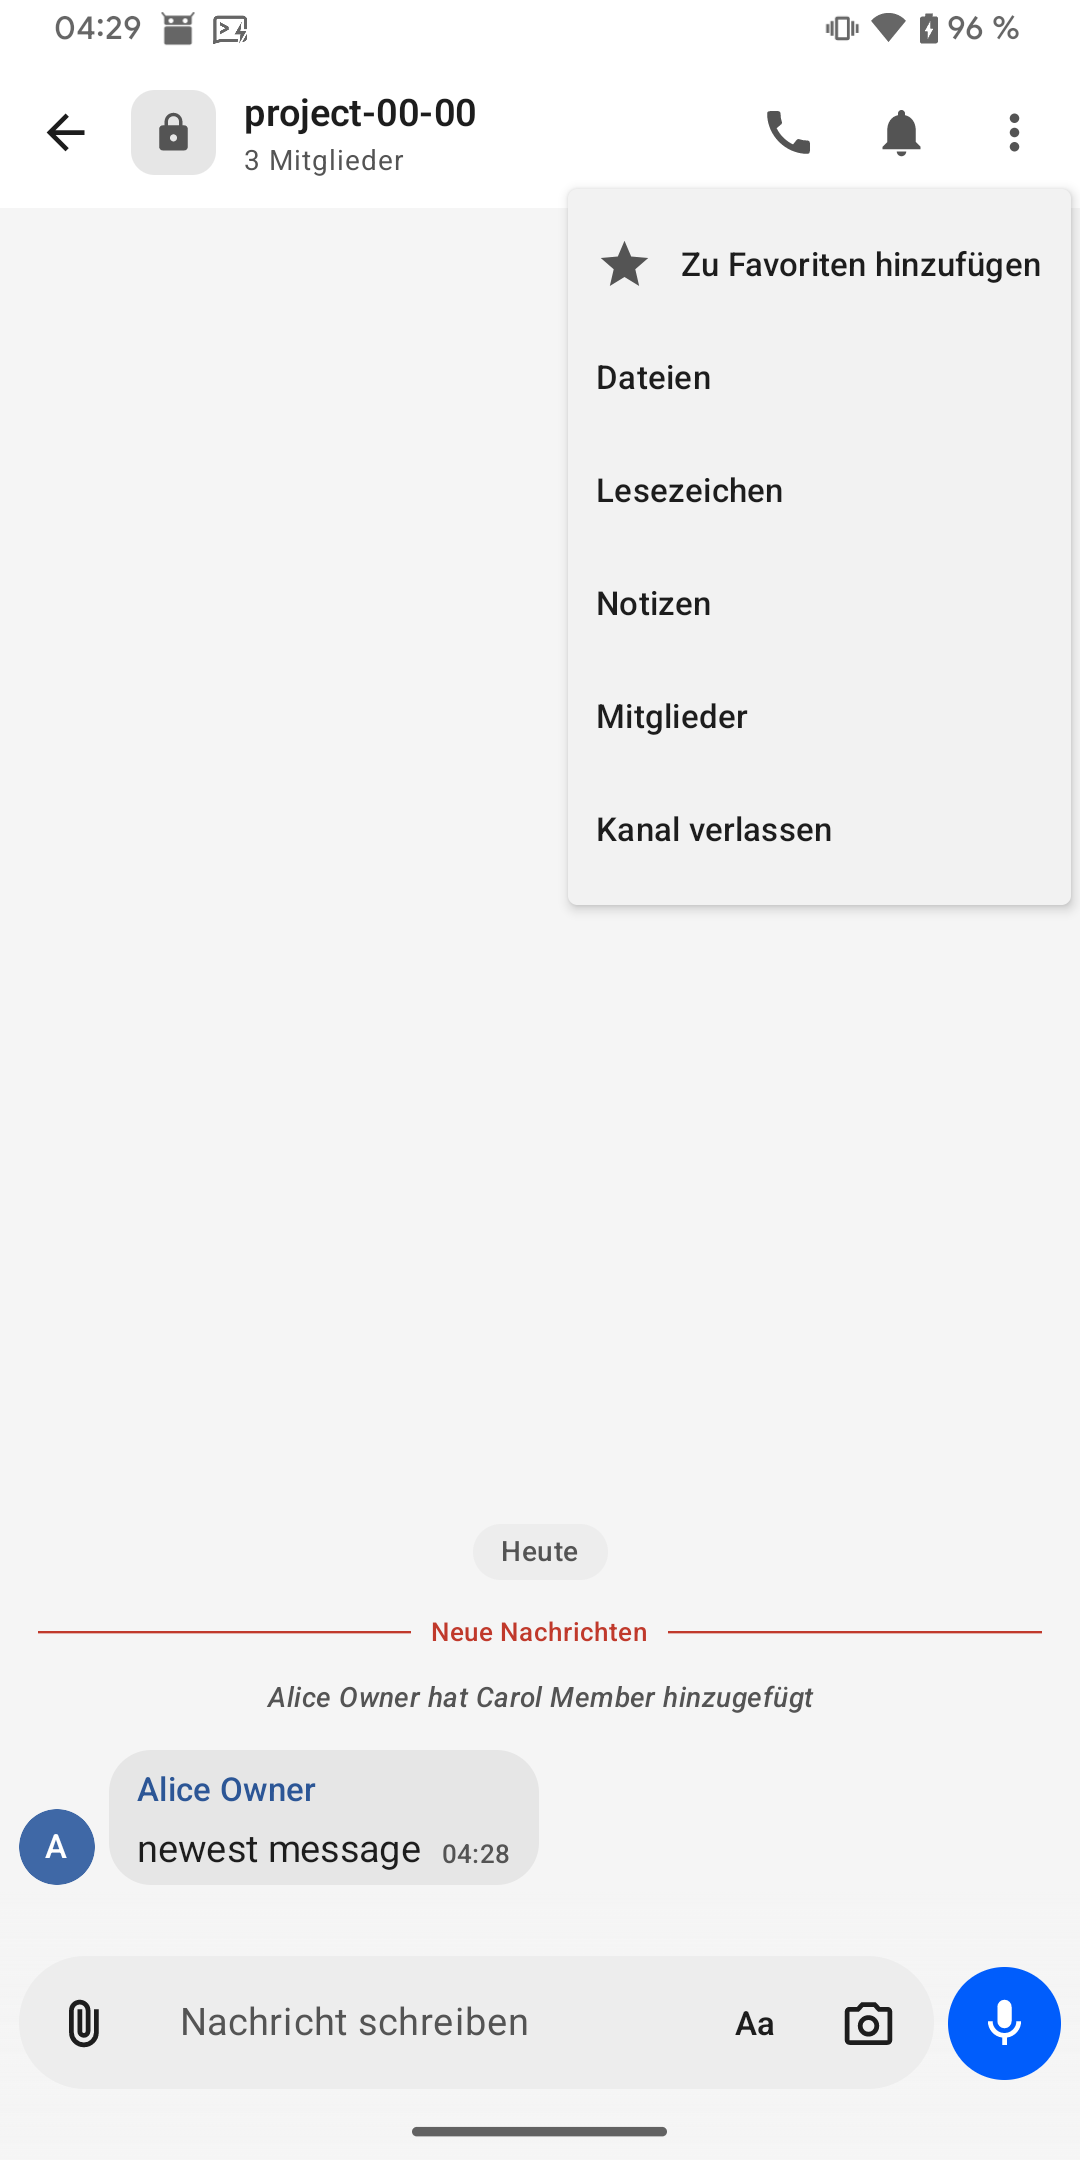 04:29
96 %
project-00-00
3 Mitglieder
Zu Favoriten hinzufügen
Dateien
Lesezeichen
Notizen
Mitglieder
Kanal verlassen
Heute
Neue Nachrichten
Alice Owner hat Carol Member hinzugefügt
Alice Owner
A
newest message 04:28
Nachricht schreiben
Aa